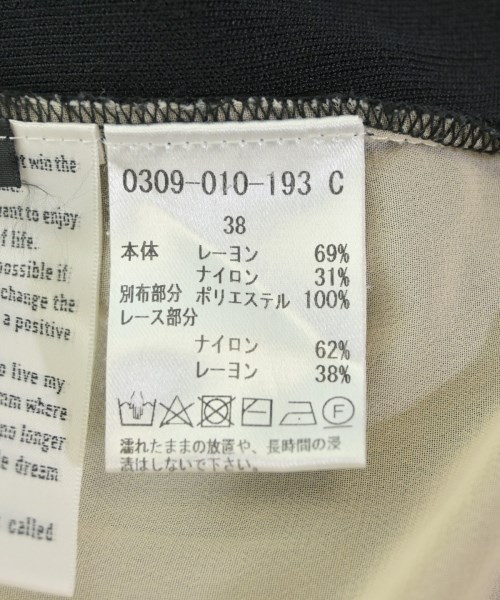 0309-010-193 C
38
本体 レーヨン 69%
ナイロン 31%
別布部分 ポリエステル 100%
レース部分
ナイロン 62%
レーヨン 38%
F
濡れたままの放置や、長時間の浸
漬はしないで下さい。
win the
want to enjoy
of life.
possible if
change the
a positive
to live my
where
no longer
dream
called